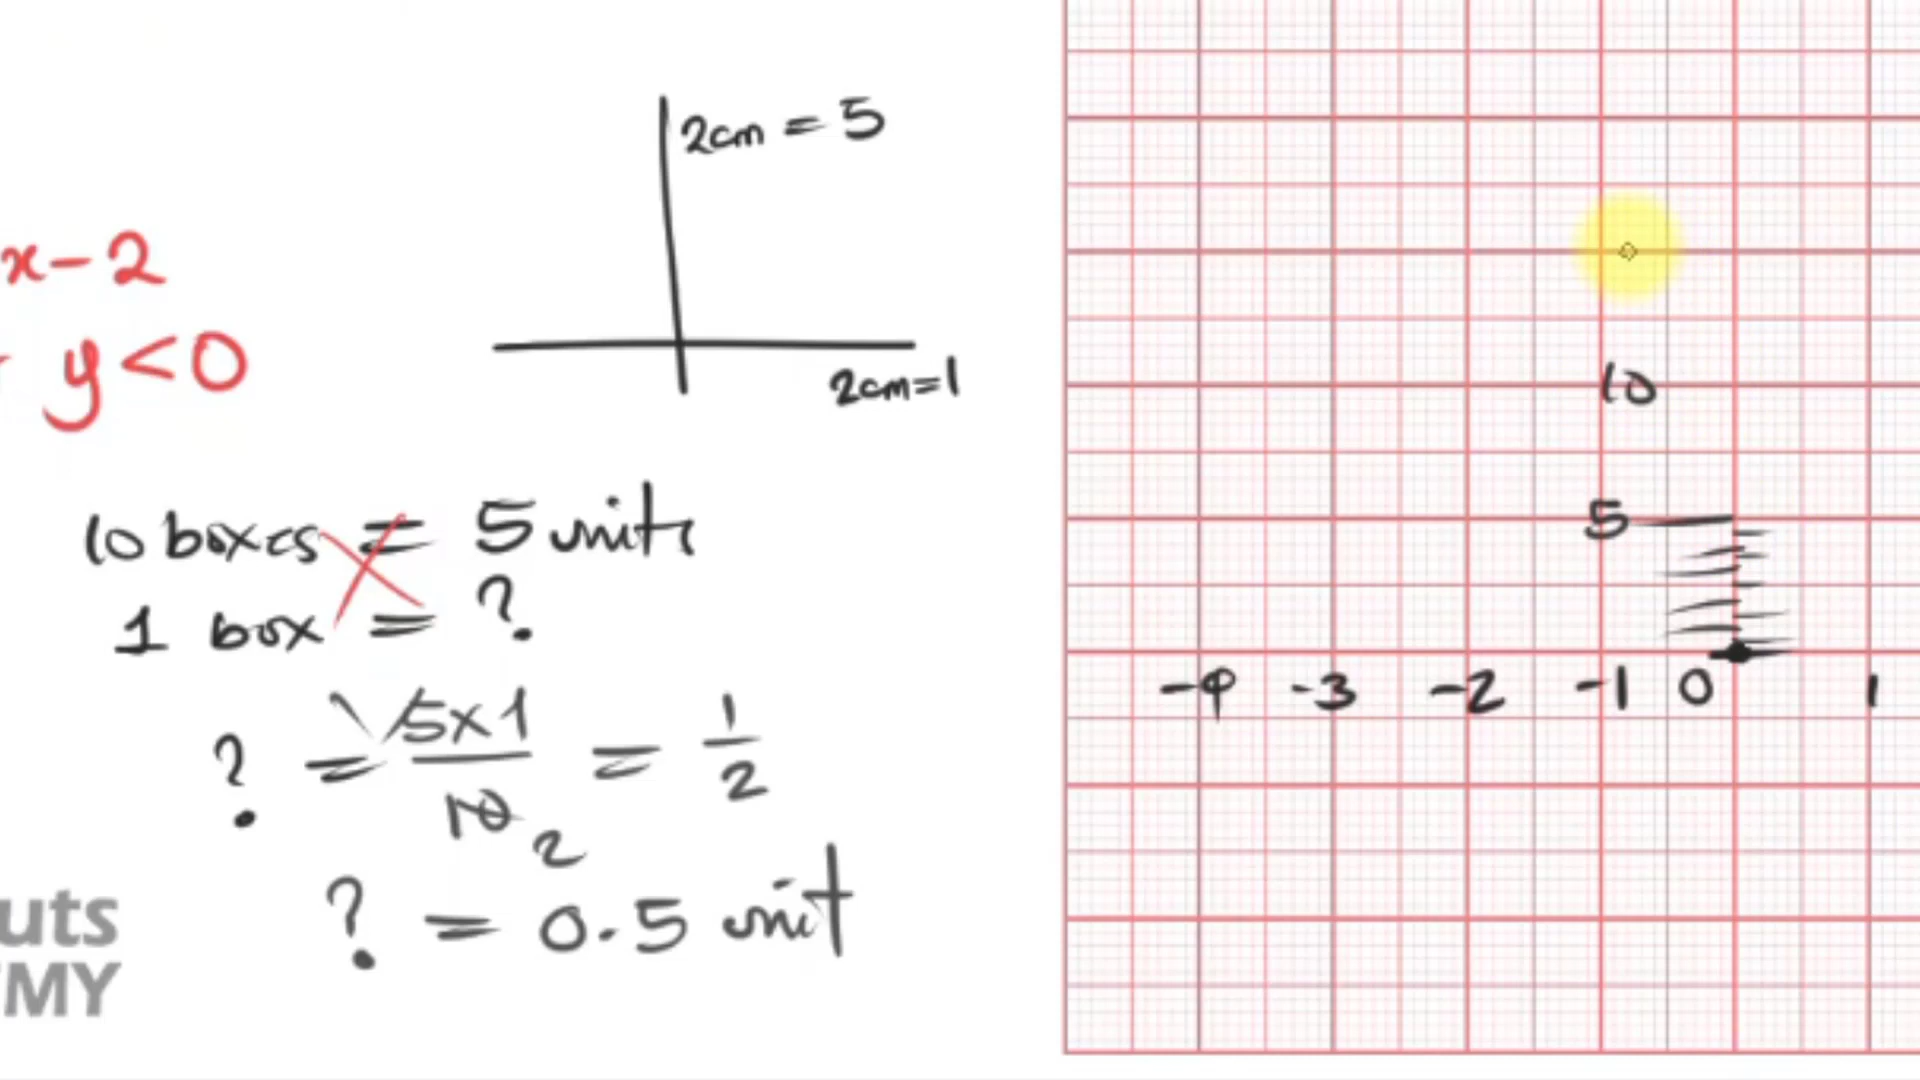 2cm = 5
x-2
y<0
2cm=1
10 boxes = 5 units
1 box = ?
? = 5x1 = 1
10 2
2
? = 0.5 unit
uts
MY
10
5
-4 -3 -2 -1 0 1